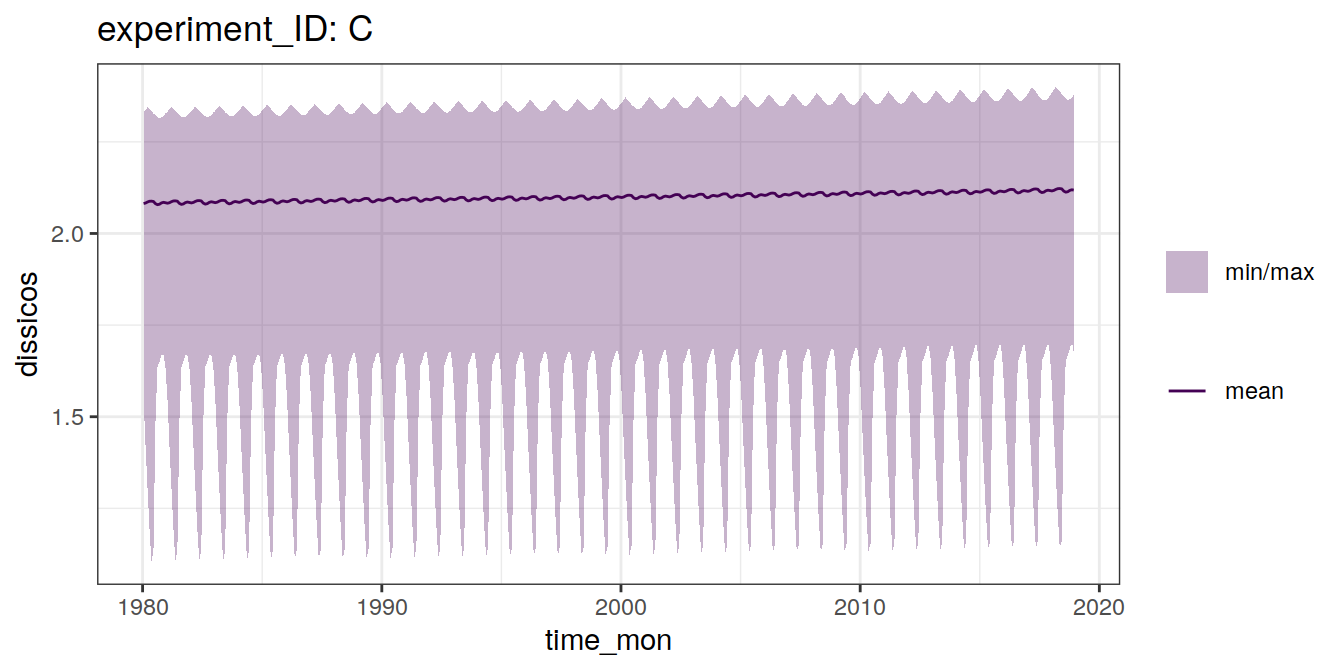 experiment_ID: C
dissicos
2.0
1.5
1980 1990 2000 2010 2020
time_mon
min/max
mean